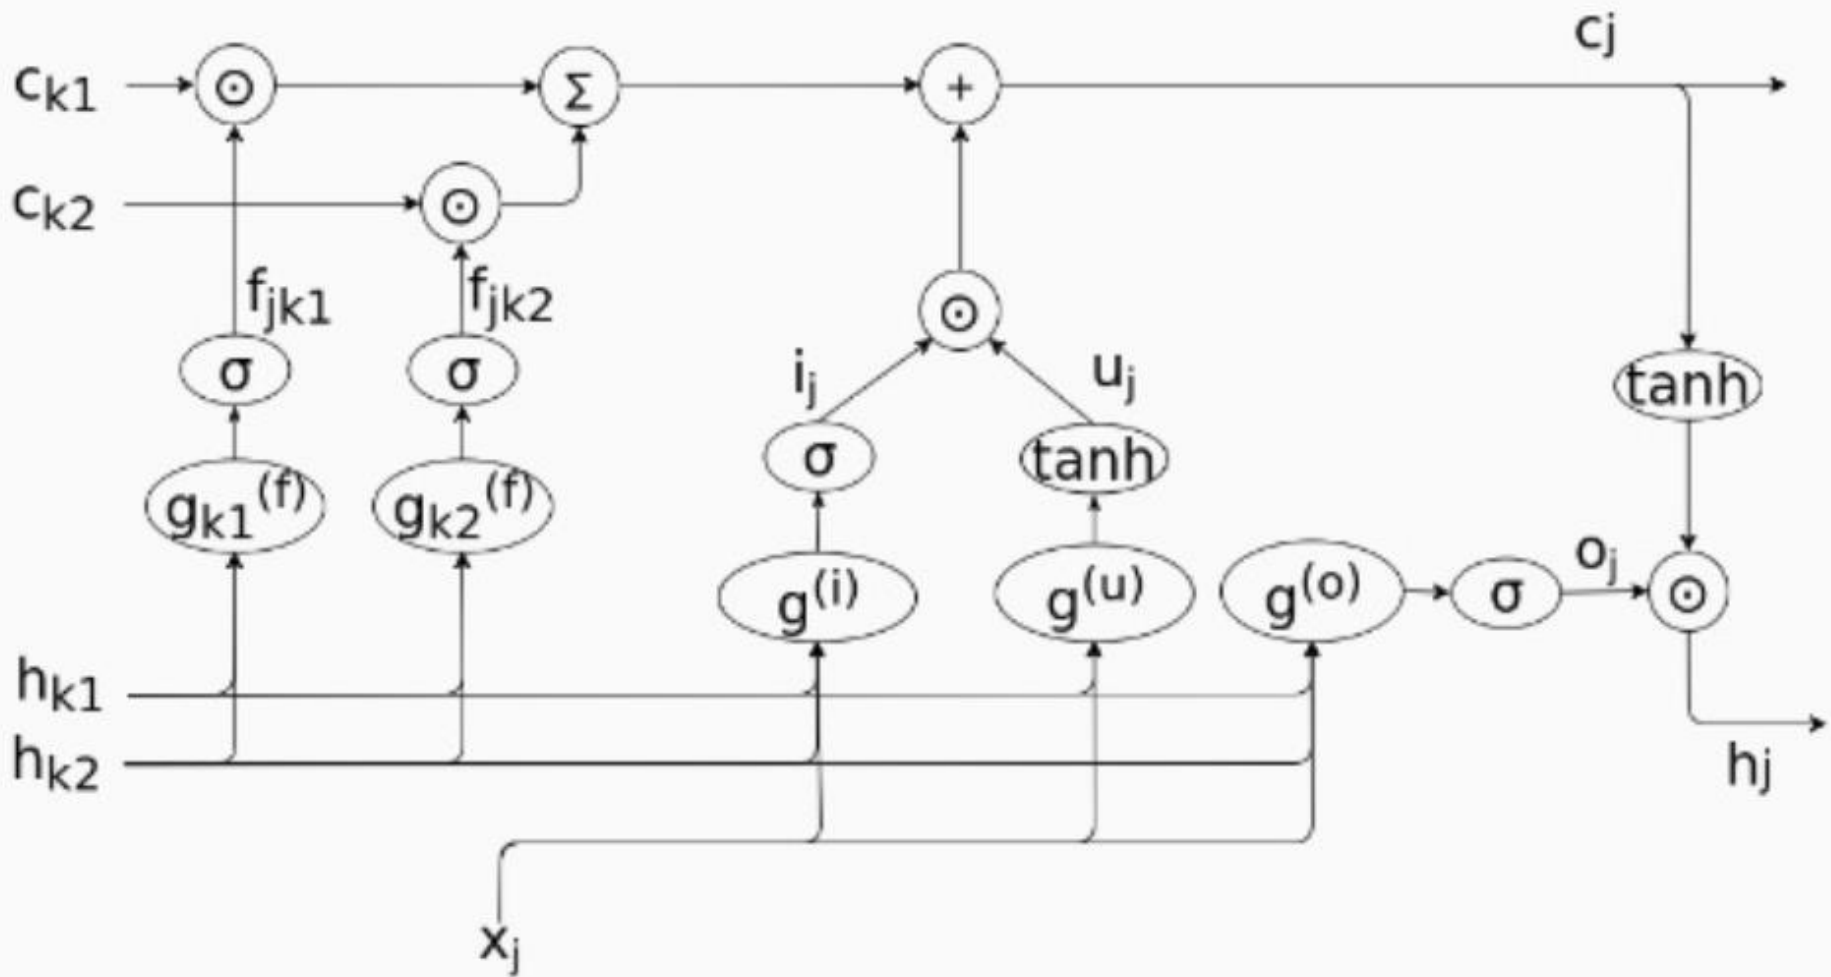 cj
ck1 ⊙ Σ +
ck2 ⊙
fjk1 fjk2 ⊙
σ σ ij uj tanh
σ tanh
gk1(f) gk2(f)
oj
g(i) g(u) g(o) σ ⊙
hk1
hk2 hj
xj